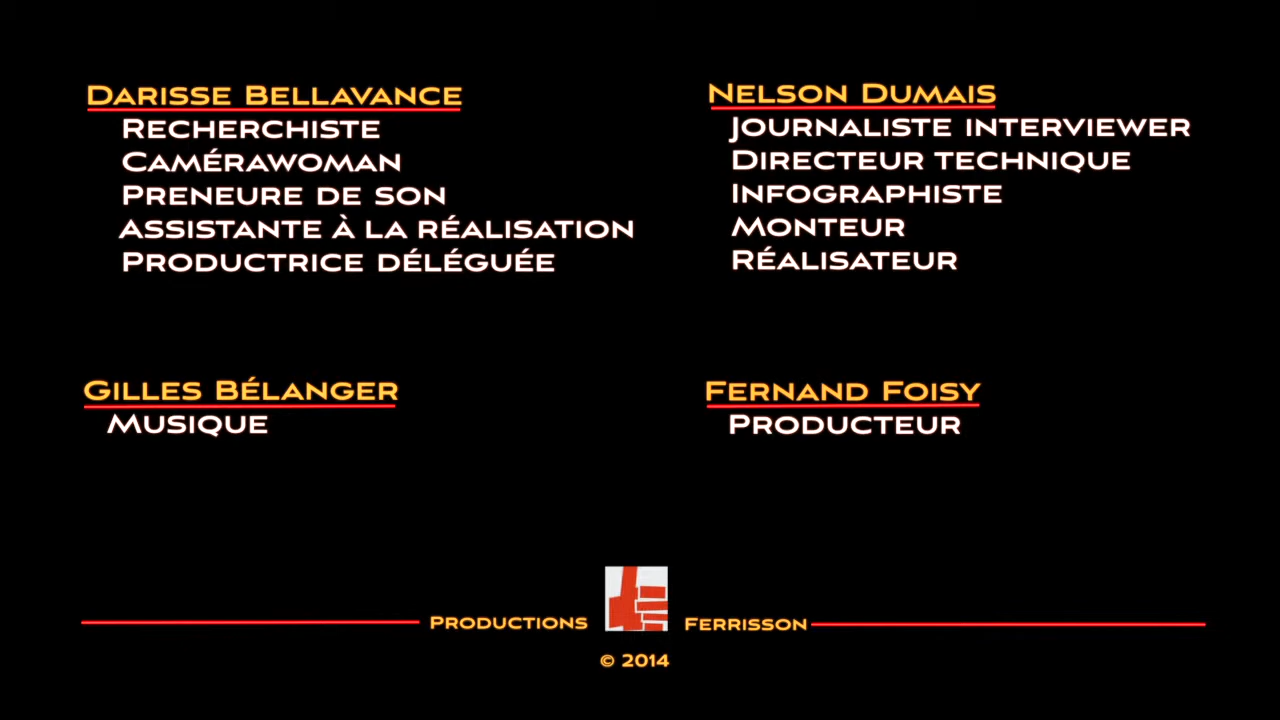 Darisse Bellavance
Recherchiste
Camérawoman
Preneure de son
Assistante à la réalisation
Productrice déléguée
Nelson Dumais
Journaliste interviewer
Directeur technique
Infographiste
Monteur
Réalisateur
Gilles Bélanger
Musique
Fernand Foisy
Producteur
Productions Ferrisson
© 2014